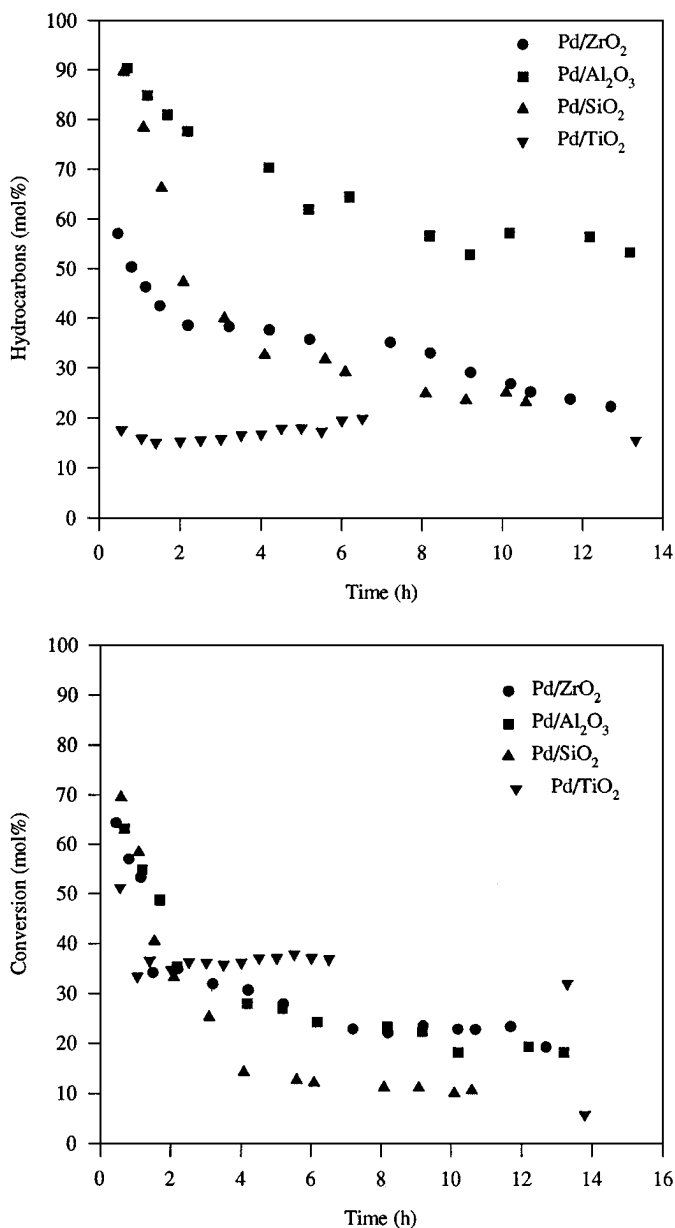 100
90
80
70
60
50
40
30
20
10
0
Hydrocarbons (mol%)
Pd/ZrO₂
Pd/Al₂O₃
Pd/SiO₂
Pd/TiO₂
0 2 4 6 8 10 12 14
Time (h)
100
90
80
70
60
50
40
30
20
10
0
Conversion (mol%)
Pd/ZrO₂
Pd/Al₂O₃
Pd/SiO₂
Pd/TiO₂
0 2 4 6 8 10 12 14 16
Time (h)